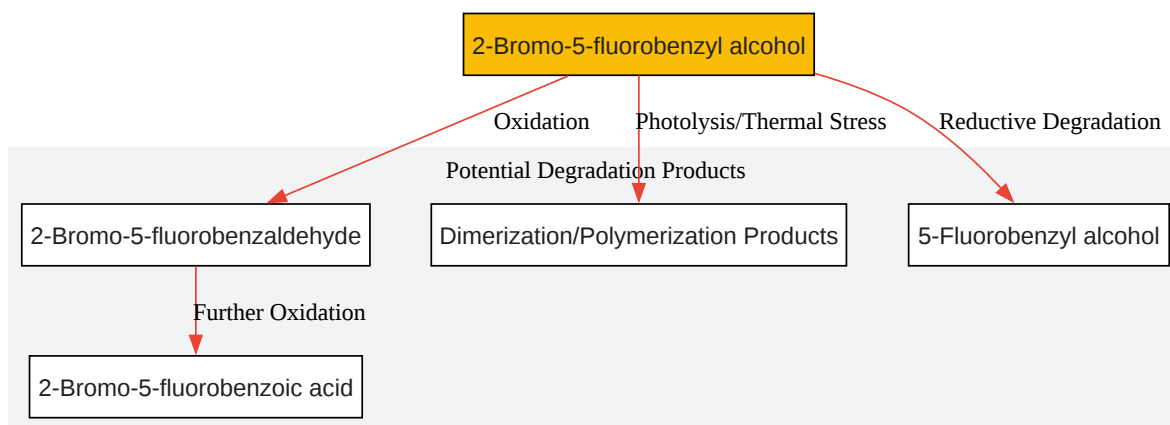 2-Bromo-5-fluorobenzyl alcohol
Oxidation
Photolysis/Thermal Stress
Reductive Degradation
Potential Degradation Products
2-Bromo-5-fluorobenzaldehyde
Dimerization/Polymerization Products
5-Fluorobenzyl alcohol
Further Oxidation
2-Bromo-5-fluorobenzoic acid